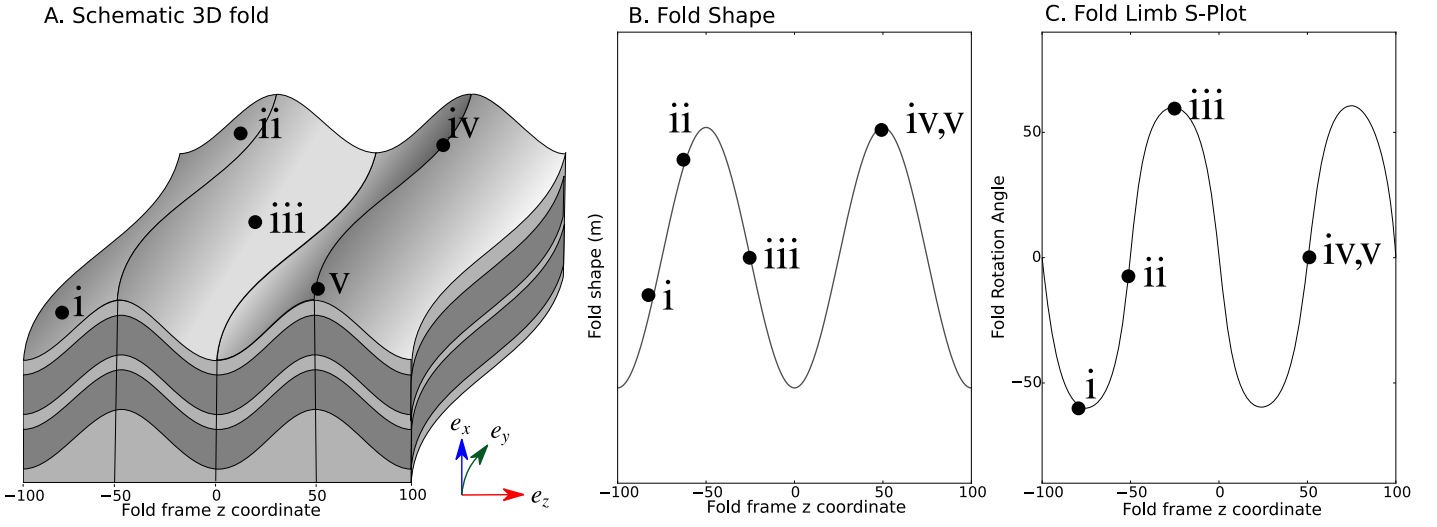 A. Schematic 3D fold
ii
iv
iii
v
i
−100
−50
0
50
100
Fold frame z coordinate
e_x
e_y
e_z
B. Fold Shape
Fold shape (m)
ii
iv,v
iii
i
−100
−50
0
50
100
Fold frame z coordinate
C. Fold Limb S-Plot
Fold Rotation Angle
50
0
−50
iii
ii
iv,v
i
−100
−50
0
50
100
Fold frame z coordinate